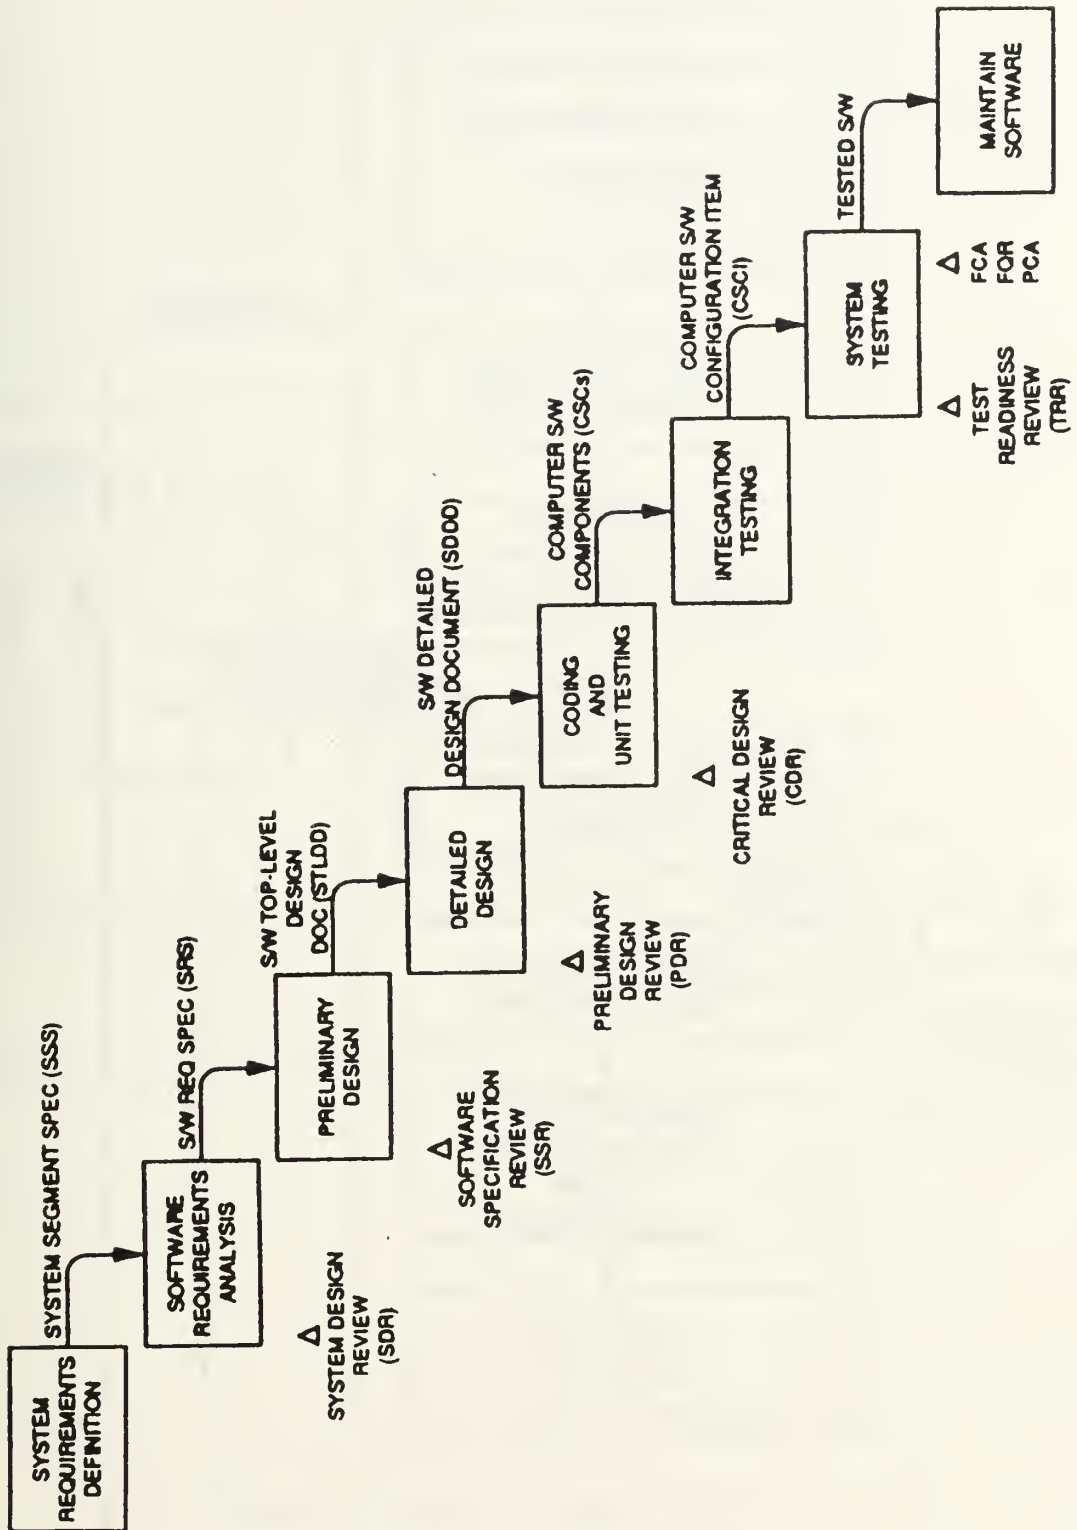 SYSTEM
REQUIREMENTS
DEFINITION
SYSTEM SEGMENT SPEC (SSS)
SOFTWARE
REQUIREMENTS
ANALYSIS
S/W REQ SPEC (SRS)
PRELIMINARY
DESIGN
S/W TOP-LEVEL
DESIGN
DOC (STLDD)
DETAILED
DESIGN
S/W DETAILED
DESIGN DOCUMENT (SDDD)
CODING
AND
UNIT TESTING
COMPUTER S/W
COMPONENTS (CSCs)
INTEGRATION
TESTING
COMPUTER S/W
CONFIGURATION ITEM
(CSCI)
SYSTEM
TESTING
TESTED S/W
MAINTAIN
SOFTWARE
Δ
SYSTEM DESIGN
REVIEW
(SDR)
Δ
SOFTWARE
SPECIFICATION
REVIEW
(SSR)
Δ
PRELIMINARY
DESIGN
REVIEW
(PDR)
Δ
CRITICAL DESIGN
REVIEW
(CDR)
Δ
TEST
READINESS
REVIEW
(TRR)
Δ
FCA
FQR
PCA